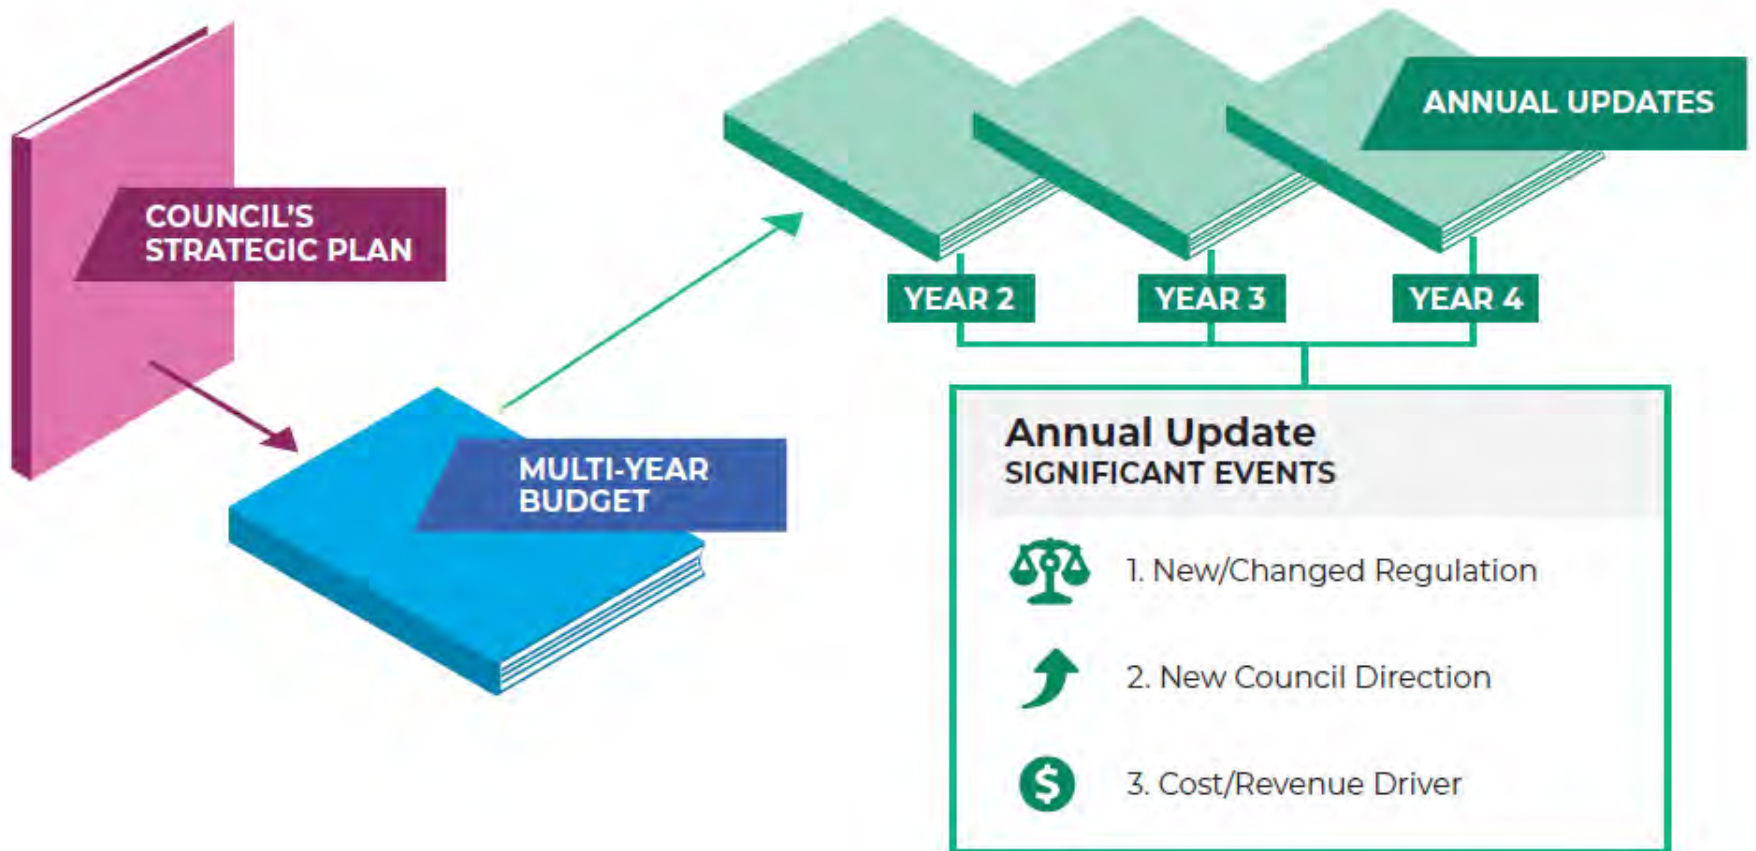 COUNCIL'S
STRATEGIC PLAN
MULTI-YEAR
BUDGET
ANNUAL UPDATES
YEAR 2
YEAR 3
YEAR 4
Annual Update
SIGNIFICANT EVENTS
1. New/Changed Regulation
2. New Council Direction
$
3. Cost/Revenue Driver